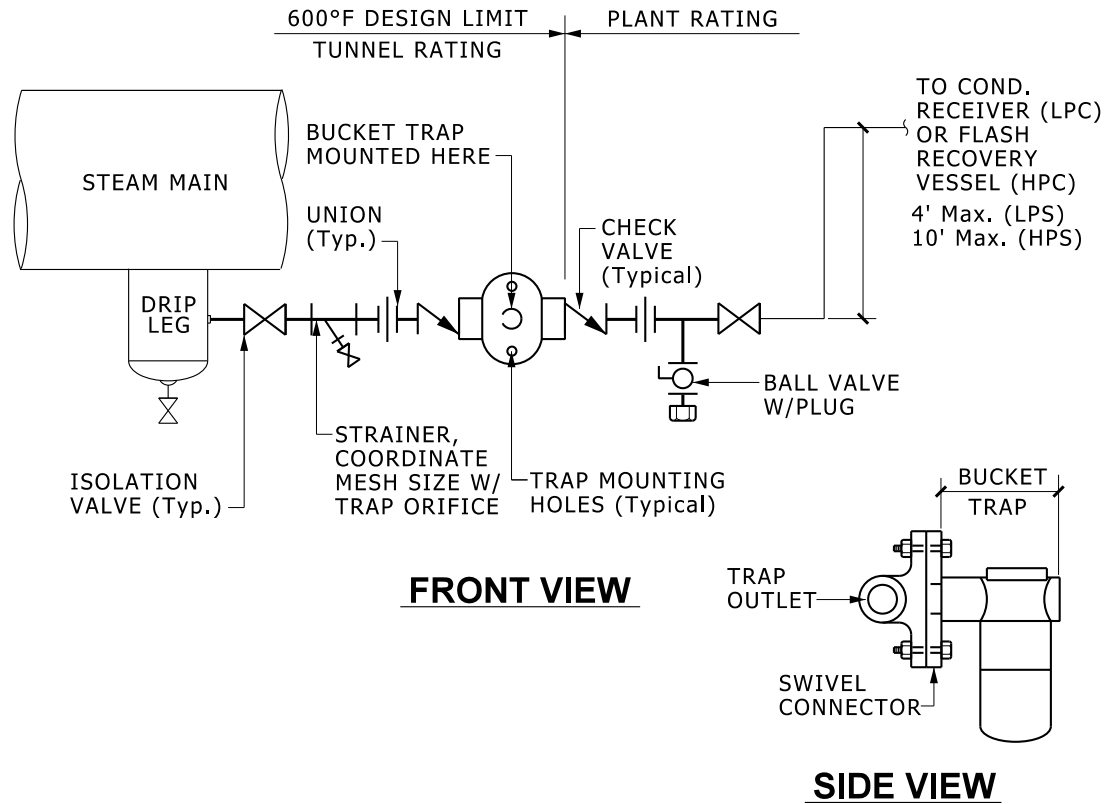 600°F DESIGN LIMIT
TUNNEL RATING
PLANT RATING
TO COND.
RECEIVER (LPC)
OR FLASH
RECOVERY
VESSEL (HPC)
4' Max. (LPS)
10' Max. (HPS)
STEAM MAIN
BUCKET TRAP
MOUNTED HERE
UNION
(Typ.)
CHECK
VALVE
(Typical)
DRIP
LEG
BALL VALVE
W/PLUG
ISOLATION
VALVE (Typ.)
STRAINER,
COORDINATE
MESH SIZE W/
TRAP ORIFICE
TRAP MOUNTING
HOLES (Typical)
FRONT VIEW
BUCKET
TRAP
TRAP
OUTLET
SWIVEL
CONNECTOR
SIDE VIEW